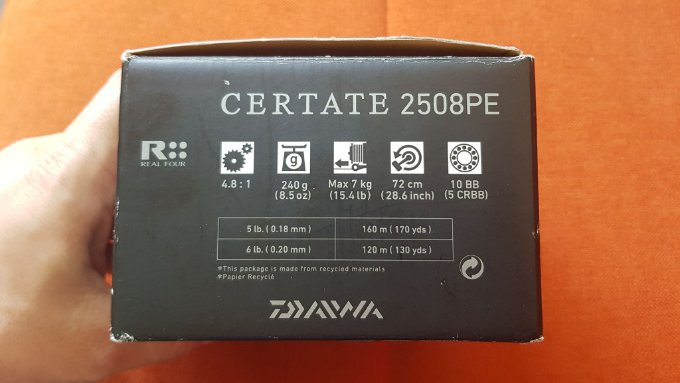 CERTATE 2508PE
R
REAL FOUR
g
4.8 : 1
240 g
(8.5 oz)
Max 7 kg
(15.4 lb)
72 cm
(28.6 inch)
10 BB
(5 CRBB)
5 lb. ( 0.18 mm ) 160 m ( 170 yds )
6 lb. ( 0.20 mm ) 120 m ( 130 yds )
*This package is made from recycled materials
*Papier Recyclé
DAIWA